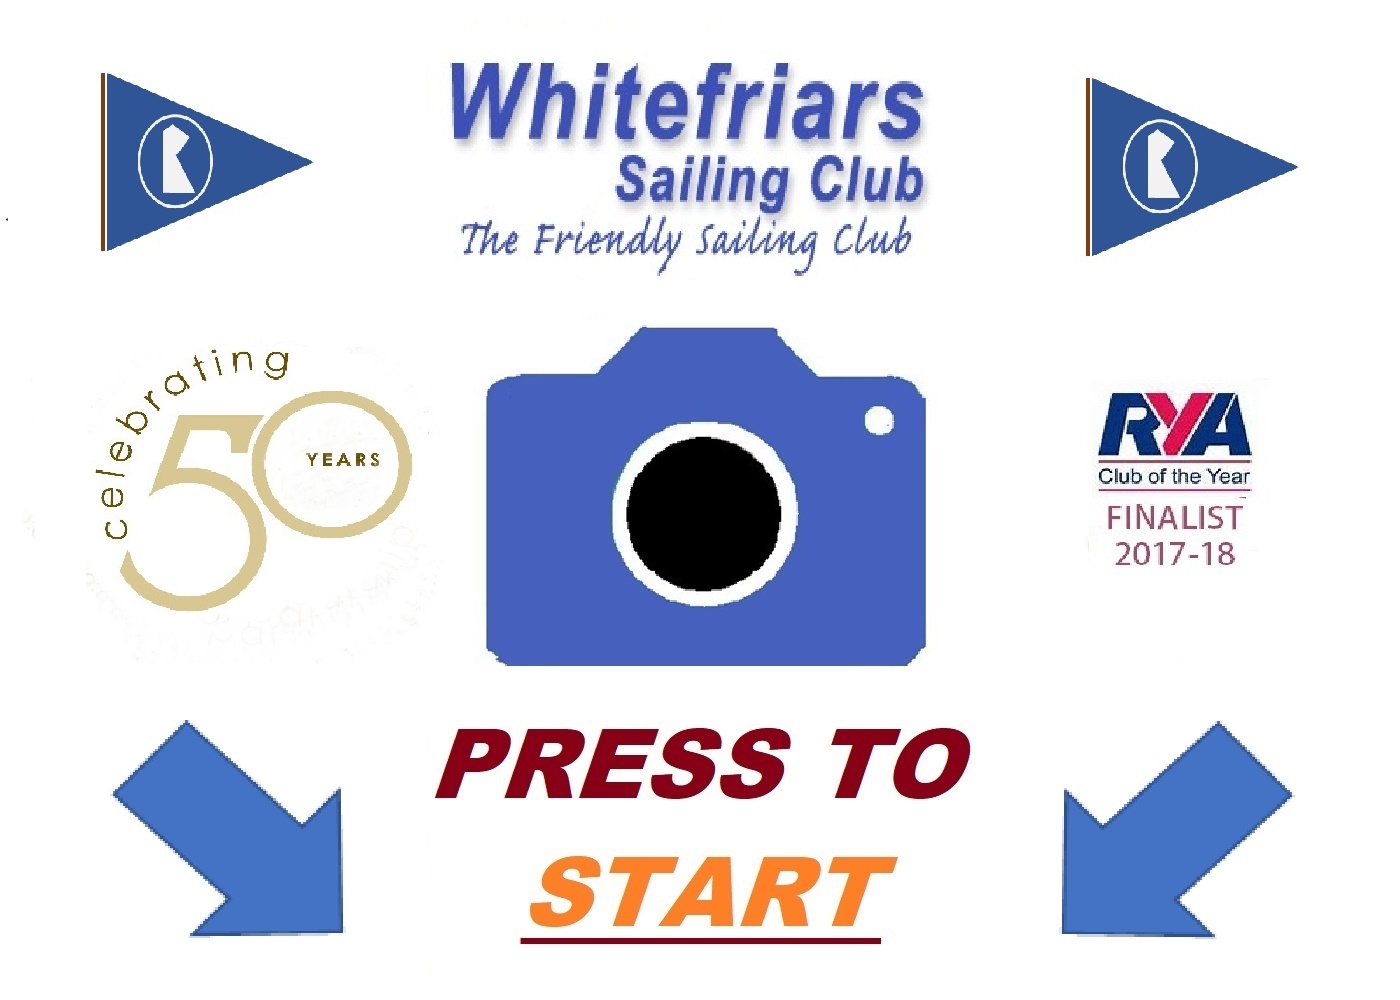 Whitefriars
Sailing Club
The Friendly Sailing Club
celebrating
50
YEARS
RYA
Club of the Year
FINALIST
2017-18
PRESS TO
START